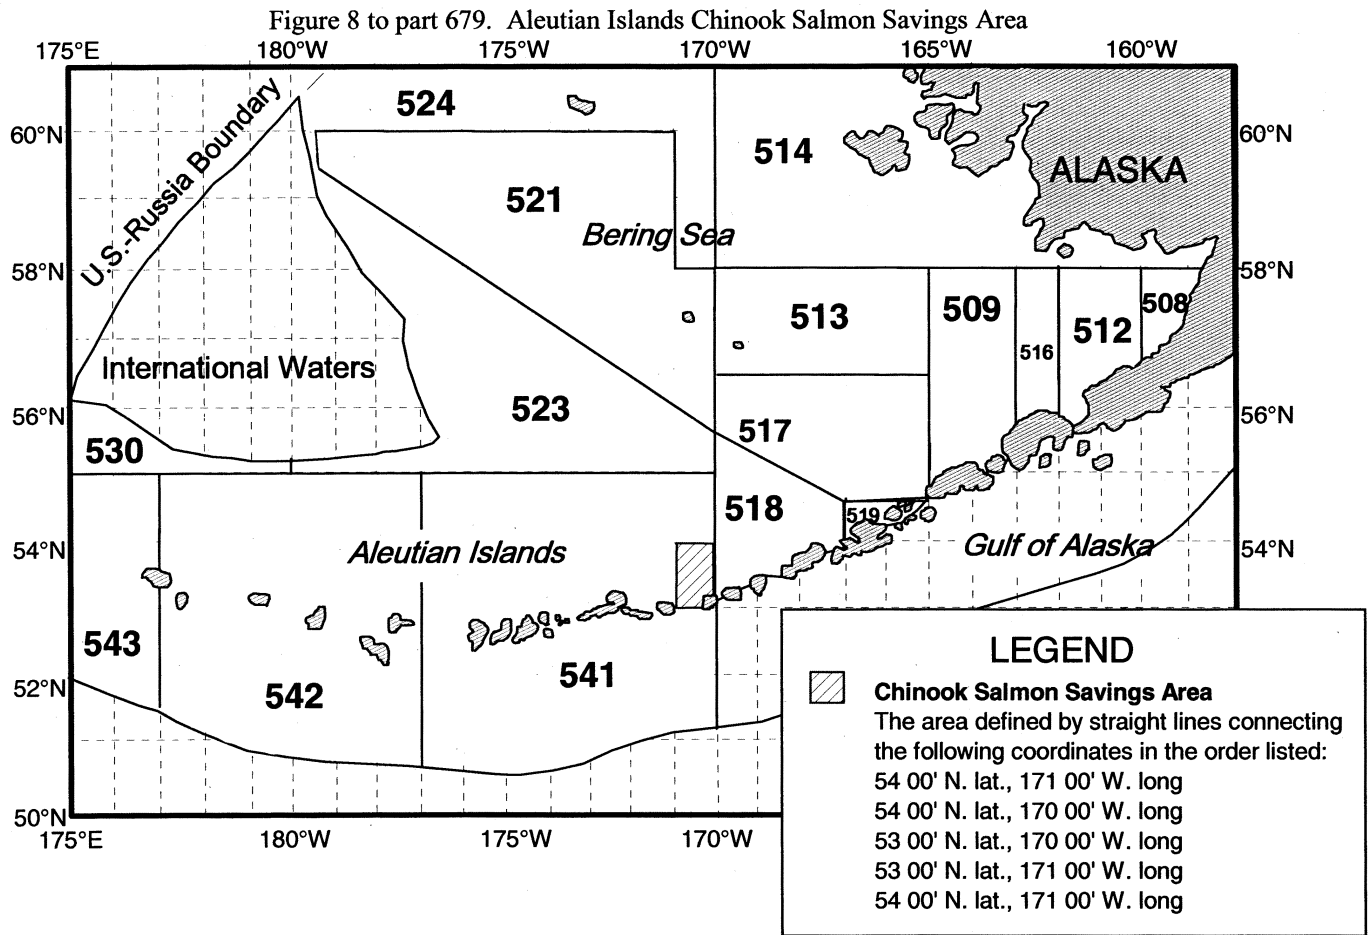 Figure 8 to part 679. Aleutian Islands Chinook Salmon Savings Area
175°E 180°W 175°W 170°W 165°W 160°W
U.S.-Russia Boundary
524
60°N 60°N
514
ALASKA
521
Bering Sea
58°N 58°N
508
513 509 512
516
International Waters
523
56°N 56°N
517
530
518 519
54°N Aleutian Islands Gulf of Alaska 54°N
543
541
52°N
542
50°N
175°E 180°W 175°W 170°W
LEGEND
Chinook Salmon Savings Area
The area defined by straight lines connecting
the following coordinates in the order listed:
54 00' N. lat., 171 00' W. long
54 00' N. lat., 170 00' W. long
53 00' N. lat., 170 00' W. long
53 00' N. lat., 171 00' W. long
54 00' N. lat., 171 00' W. long